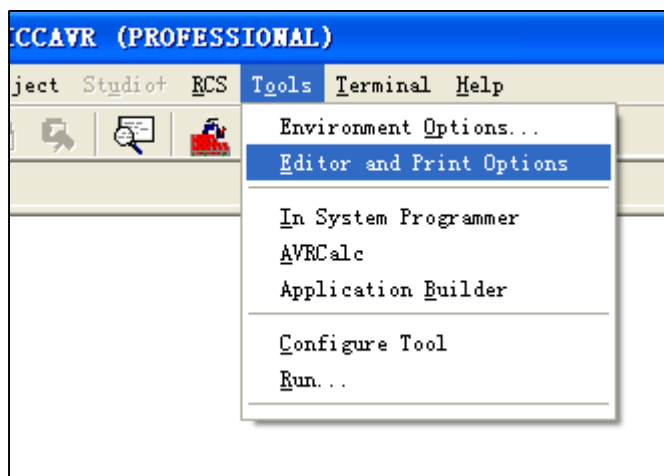 ICCAVR (PROFESSIONAL)
ject Studio+ RCS Tools Terminal Help
Environment Options...
Editor and Print Options
In System Programmer
AVRCalc
Application Builder
Configure Tool
Run...